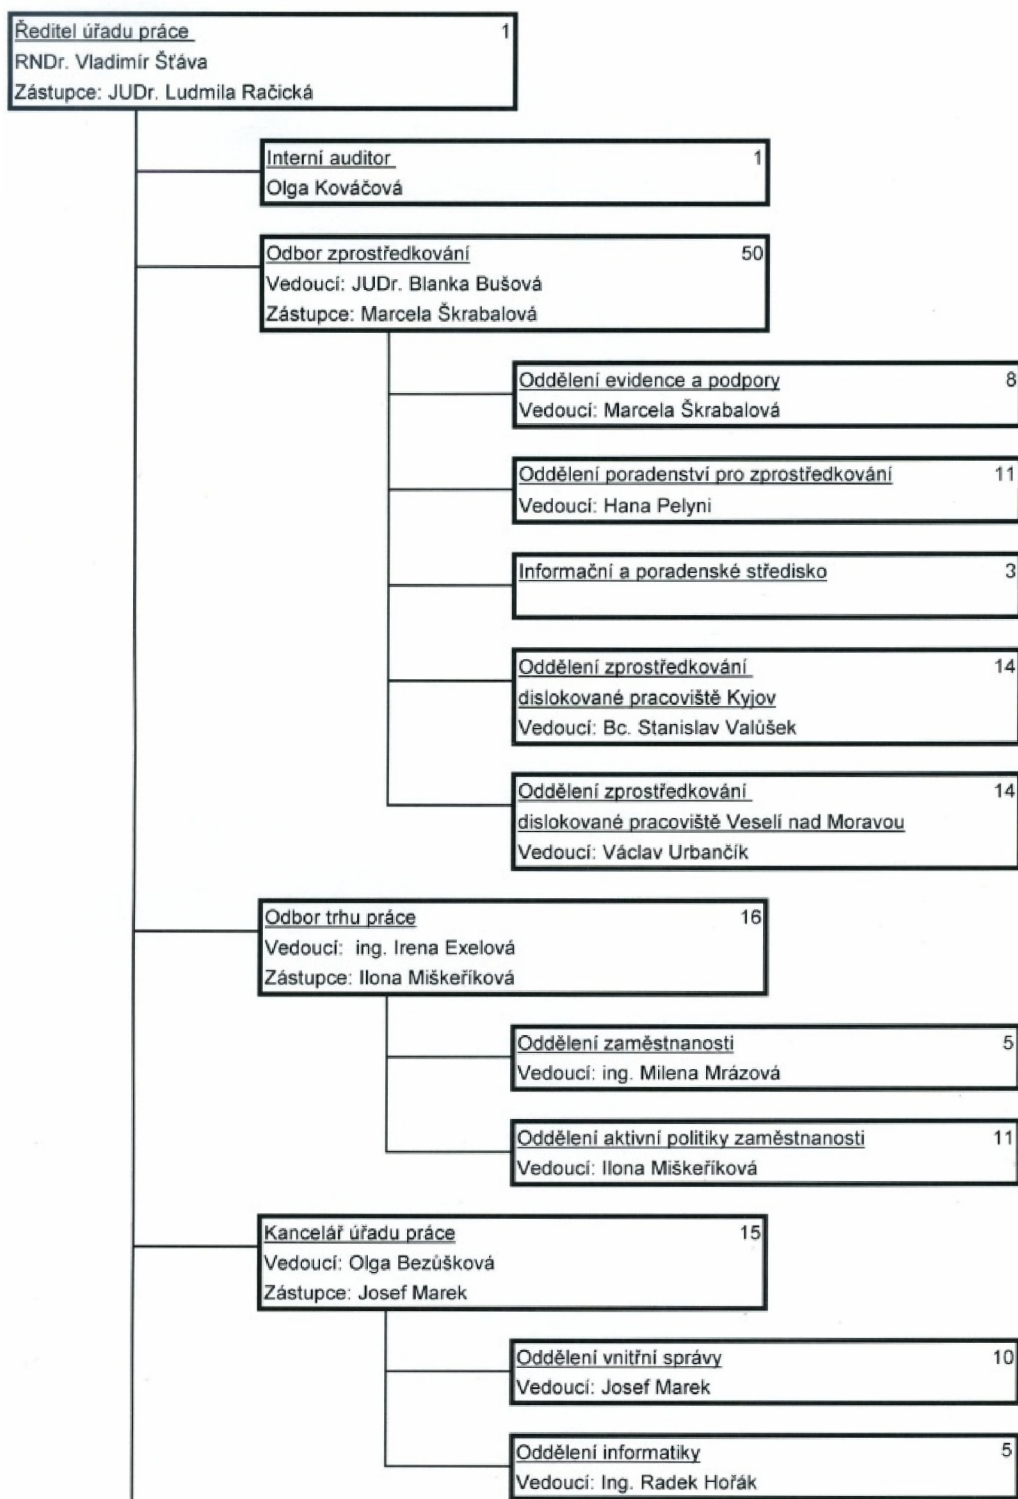 Ředitel úřadu práce 1
RNDr. Vladimír Šťáva
Zástupce: JUDr. Ludmila Račická
Interní auditor 1
Olga Kováčová
Odbor zprostředkování 50
Vedoucí: JUDr. Blanka Bušová
Zástupce: Marcela Škrabalová
Oddělení evidence a podpory 8
Vedoucí: Marcela Škrabalová
Oddělení poradenství pro zprostředkování 11
Vedoucí: Hana Pelyni
Informační a poradenské středisko 3
Oddělení zprostředkování 14
dislokované pracoviště Kyjov
Vedoucí: Bc. Stanislav Valůšek
Oddělení zprostředkování 14
dislokované pracoviště Veselí nad Moravou
Vedoucí: Václav Urbančík
Odbor trhu práce 16
Vedoucí: ing. Irena Exelová
Zástupce: Ilona Miškeříková
Oddělení zaměstnanosti 5
Vedoucí: ing. Milena Mrázová
Oddělení aktivní politiky zaměstnanosti 11
Vedoucí: Ilona Miškeříková
Kancelář úřadu práce 15
Vedoucí: Olga Bezůšková
Zástupce: Josef Marek
Oddělení vnitřní správy 10
Vedoucí: Josef Marek
Oddělení informatiky 5
Vedoucí: Ing. Radek Hořák